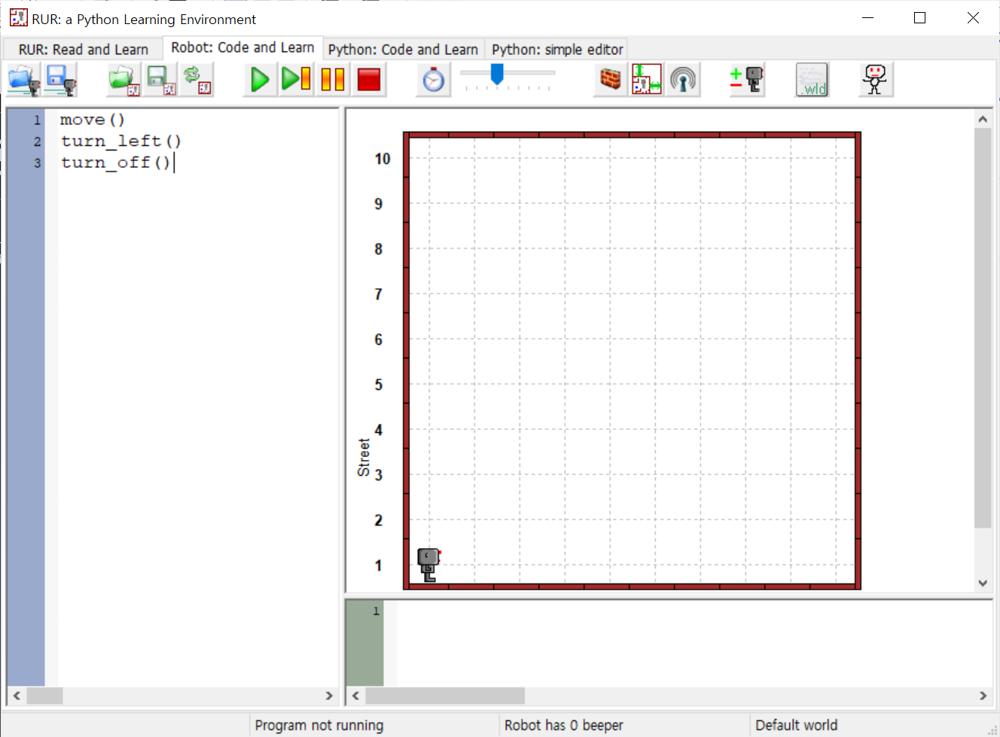 RUR: a Python Learning Environment
RUR: Read and Learn
Robot: Code and Learn
Python: Code and Learn
Python: simple editor
.wld
1 move()
2 turn_left()
3 turn_off()
10
9
8
7
6
5
4
Street
3
2
1
1
Program not running
Robot has 0 beeper
Default world